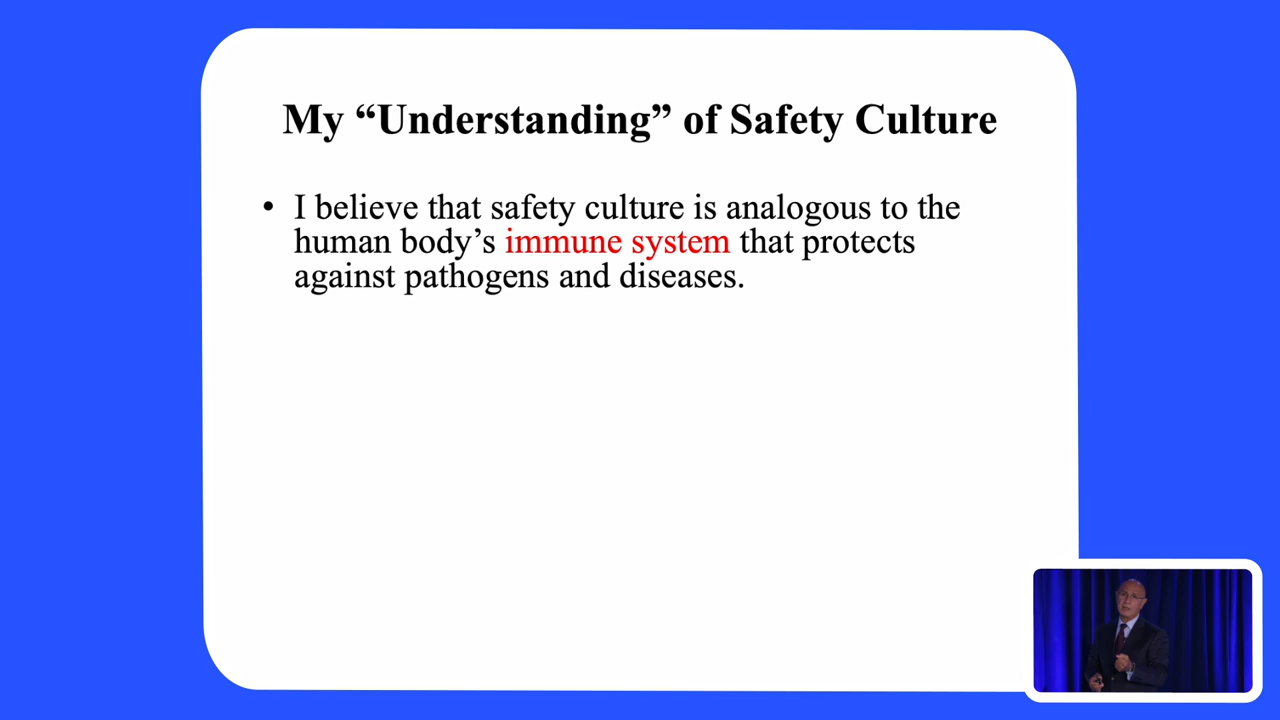 My “Understanding” of Safety Culture
• I believe that safety culture is analogous to the
human body’s immune system that protects
against pathogens and diseases.